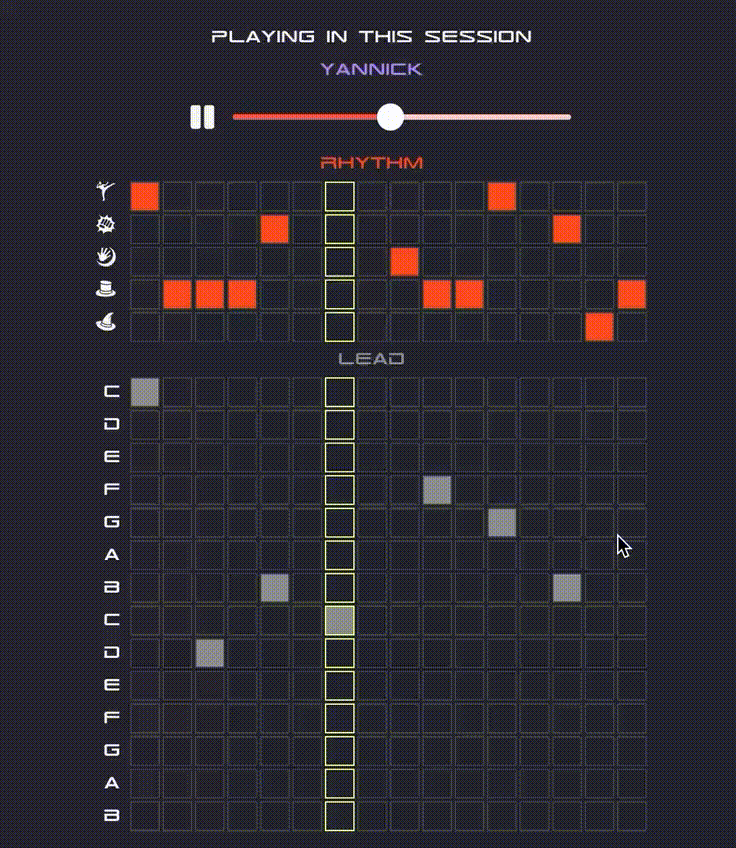 PLAYING IN THIS SESSION
YANNICK
RHYTHM
LEAD
C
D
E
F
G
A
B
C
D
E
F
G
A
B